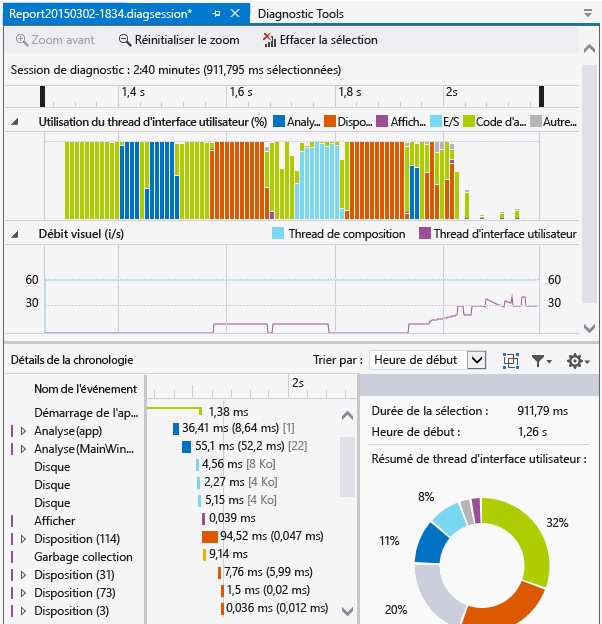 Report20150302-1834.diagsession* Diagnostic Tools
Zoom avant Réinitialiser le zoom Effacer la sélection
Session de diagnostic : 2:40 minutes (911,795 ms sélectionnées)
1,4 s 1,6 s 1,8 s 2s
Utilisation du thread d'interface utilisateur (%) Analy... Dispo... Affich... E/S Code d'a... Autre...
Débit visuel (i/s) Thread de composition Thread d'interface utilisateur
60 60
30 30
Détails de la chronologie Trier par : Heure de début
Nom de l'événement 2s
Démarrage de l'ap... 1,38 ms
Analyse(app) 36,41 ms (8,64 ms) [1]
Analyse(MainWin... 55,1 ms (52,2 ms) [22]
Disque 4,56 ms [8 Ko]
Disque 2,27 ms [4 Ko]
Disque 5,15 ms [4 Ko]
Afficher 0,039 ms
Disposition (114) 94,52 ms (0,047 ms)
Garbage collection 9,14 ms
Disposition (31) 7,76 ms (5,99 ms)
Disposition (73) 1,5 ms (0,02 ms)
Disposition (3) 0,036 ms (0,012 ms)
Durée de la sélection : 911,79 ms
Heure de début : 1,26 s
Résumé de thread d'interface utilisateur :
8%
32%
11%
20%